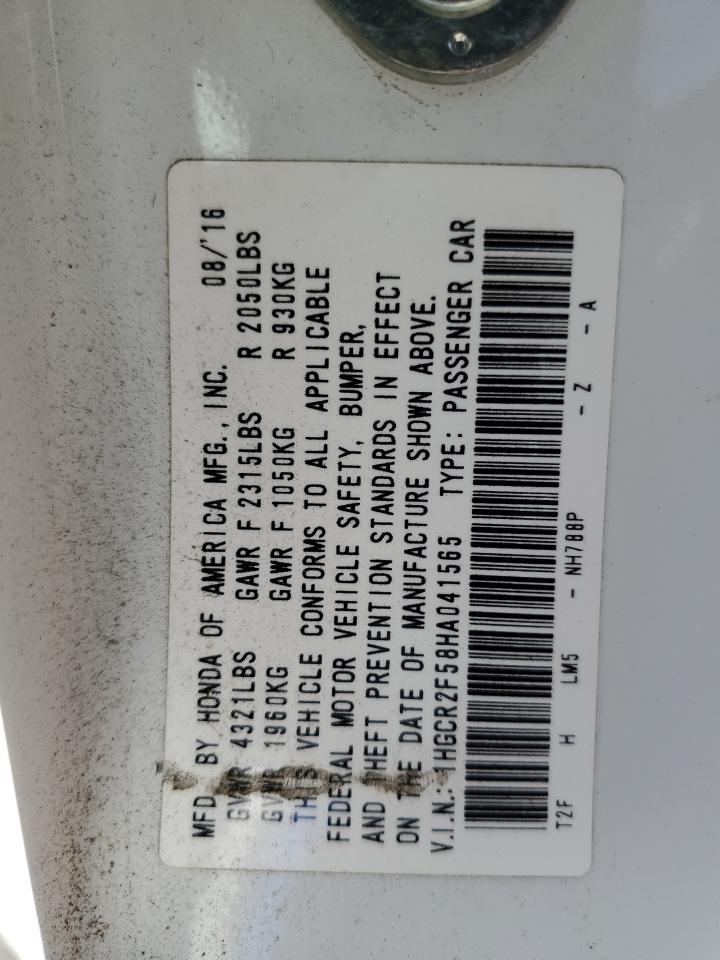 MFD BY HONDA OF AMERICA MFG., INC. 08/'16
GVWR 4321LBS GAWR F 2315LBS R 2050LBS
GVWR 1960KG GAWR F 1050KG R 930KG
THIS VEHICLE CONFORMS TO ALL APPLICABLE
FEDERAL MOTOR VEHICLE SAFETY, BUMPER,
AND THEFT PREVENTION STANDARDS IN EFFECT
ON THE DATE OF MANUFACTURE SHOWN ABOVE.
V.I.N.: 1HGCR2F58HA041565 TYPE: PASSENGER CAR
T2F H LM5 - NH788P - Z - A